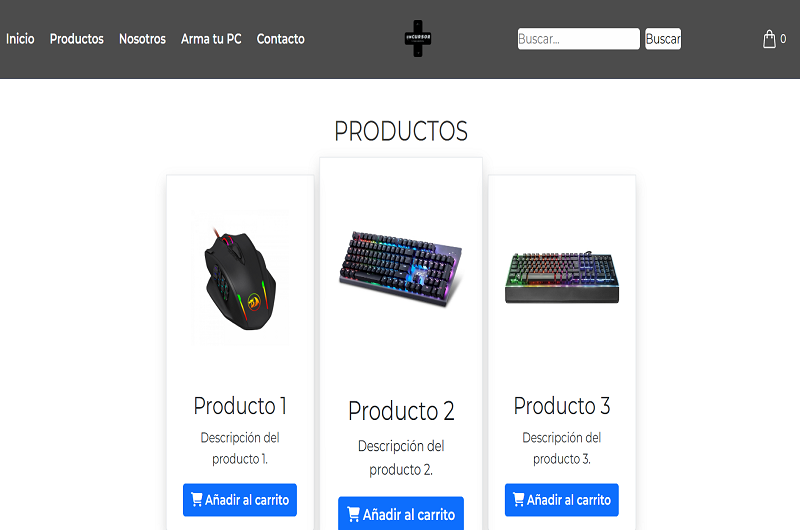 Inicio Productos Nosotros Arma tu PC Contacto
INCURSOR
Buscar... Buscar
0
PRODUCTOS
Producto 1
Descripción del
producto 1.
Añadir al carrito
Producto 2
Descripción del
producto 2.
Añadir al carrito
Producto 3
Descripción del
producto 3.
Añadir al carrito